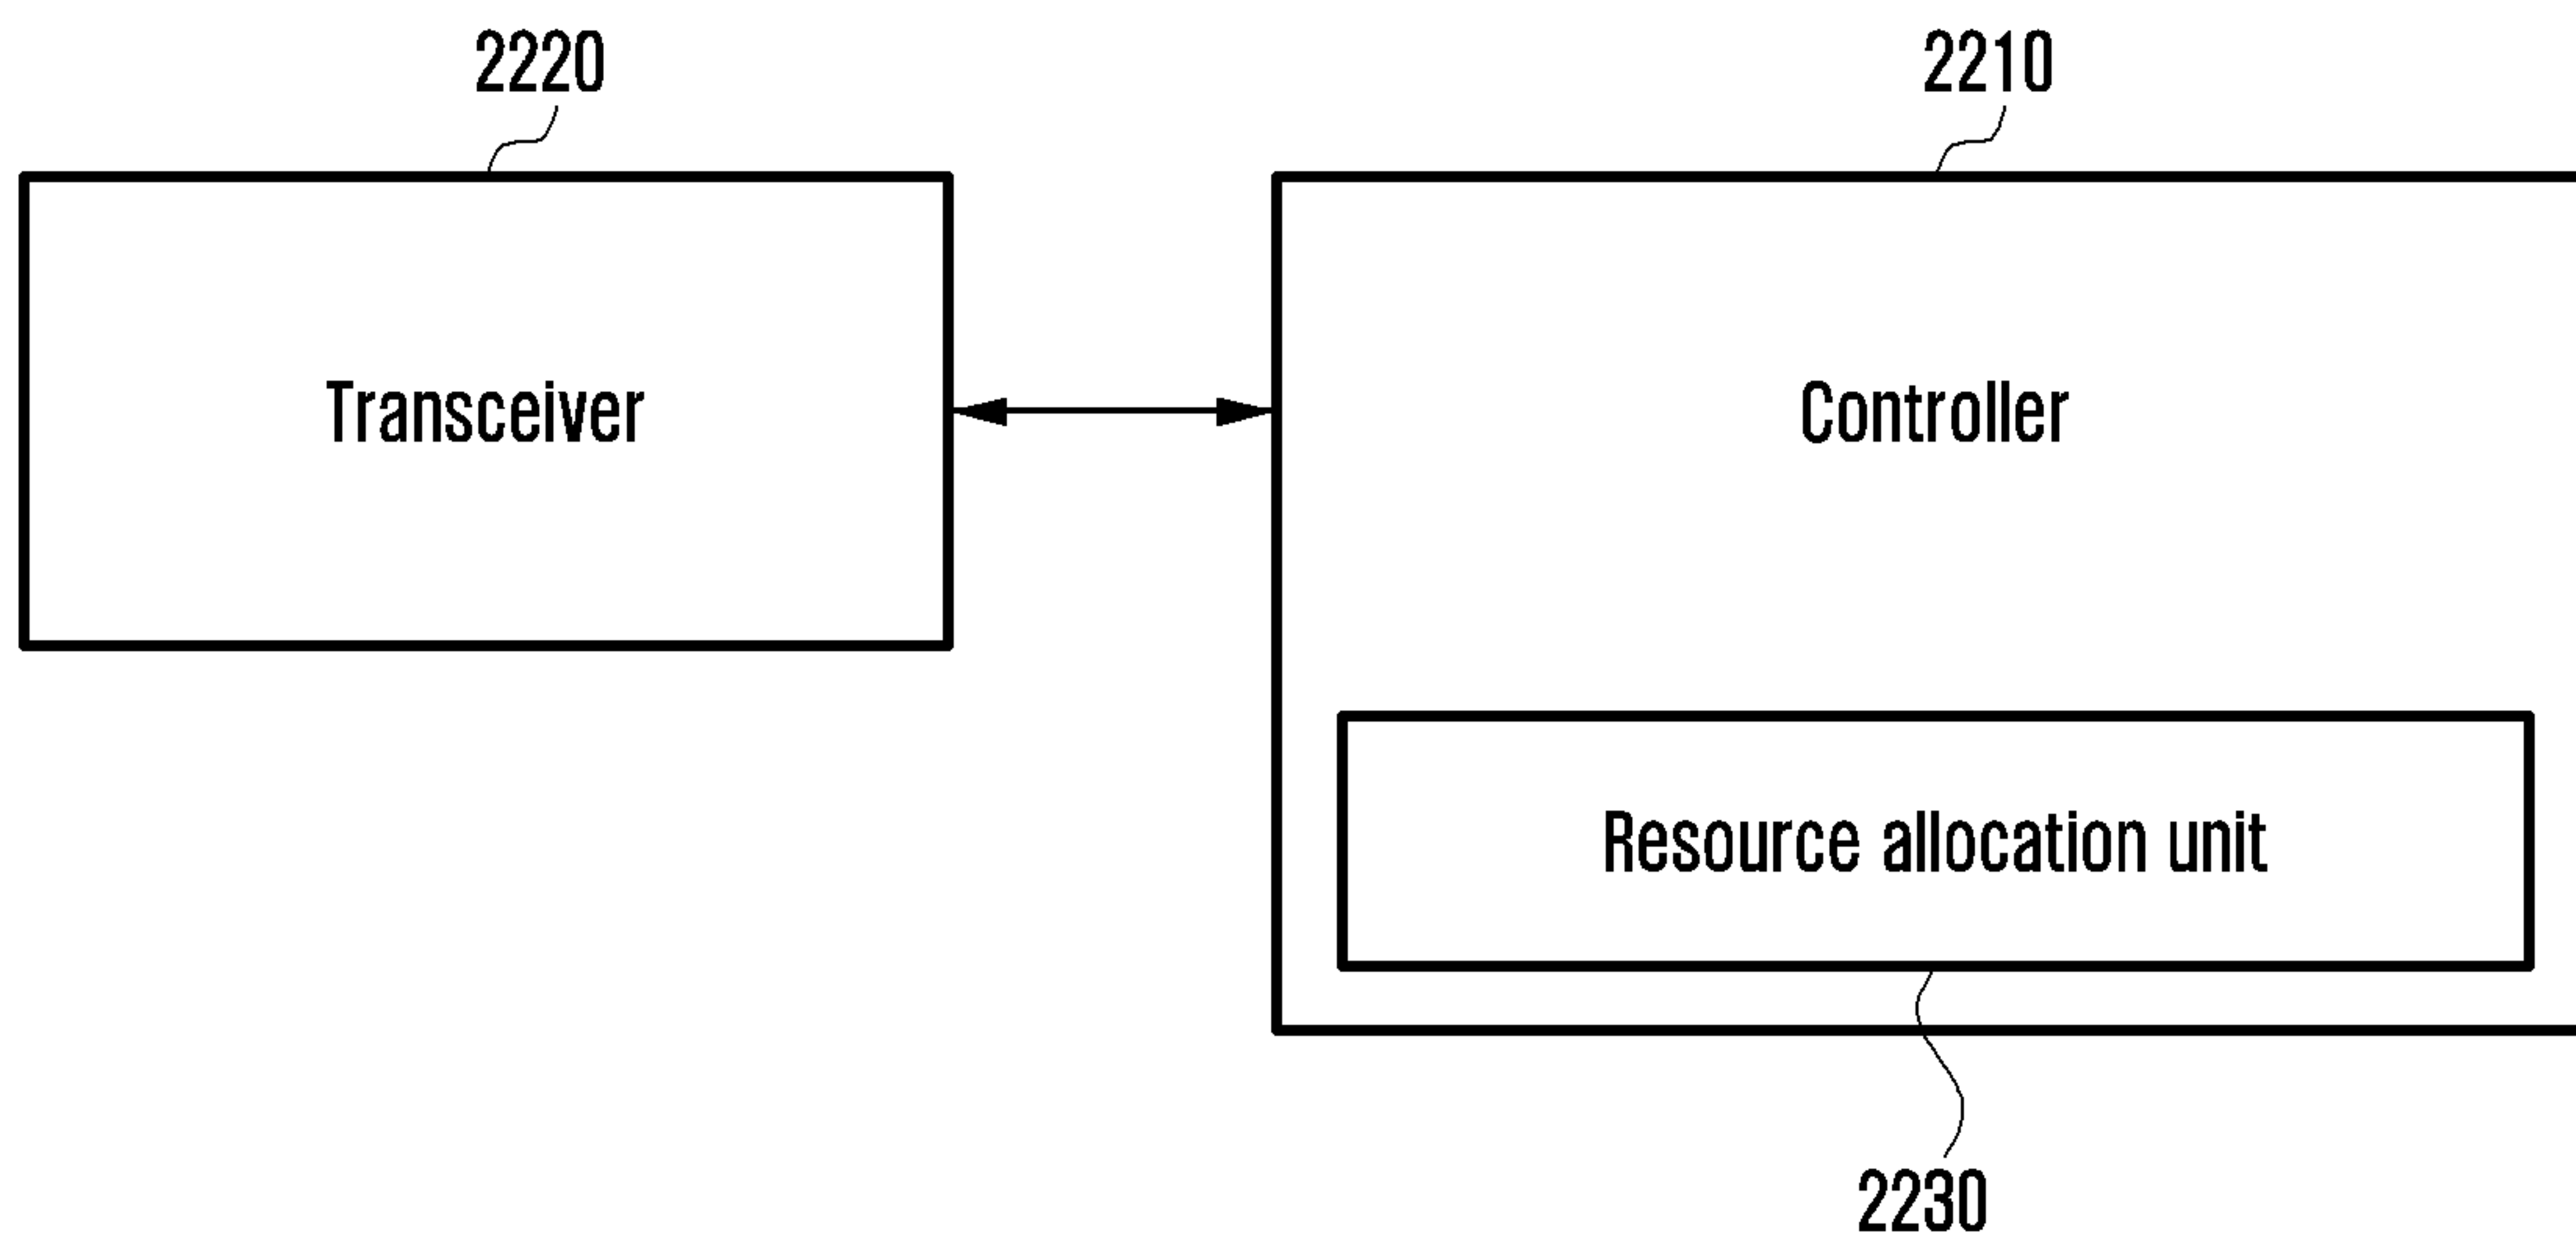 2220
2210
Transceiver
Controller
Resource allocation unit
2230